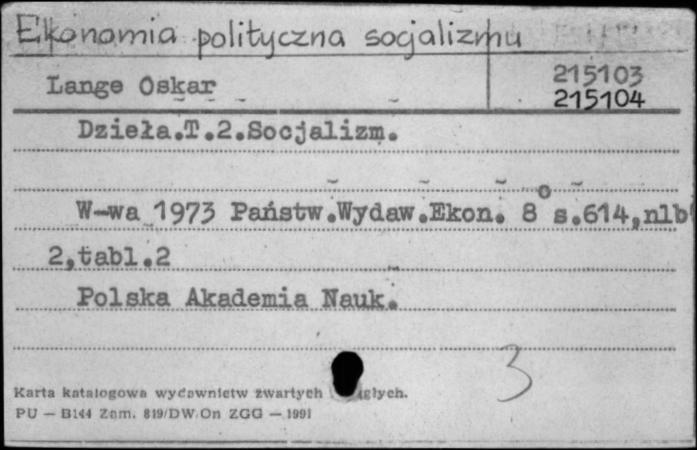 Ekonomia polityczna socjalizmu
Lange Oskar
215103
215104
Dzieła.T.2.Socjalizm.
W-wa 1973 Państw.Wydaw.Ekon. 8° s.614,nlb
2,tabl.2
Polska Akademia Nauk.
3
Karta katalogowa wydawnictw zwartych
PU — B144 Zam. 819/DW/On ZGG — 1991